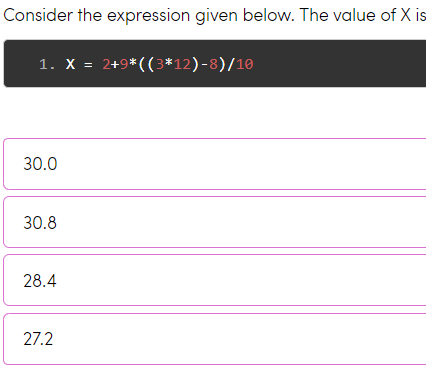 Consider the expression given below. The value of X is
1. X = 2+9*((3*12)-8)/10
30.0
30.8
28.4
27.2